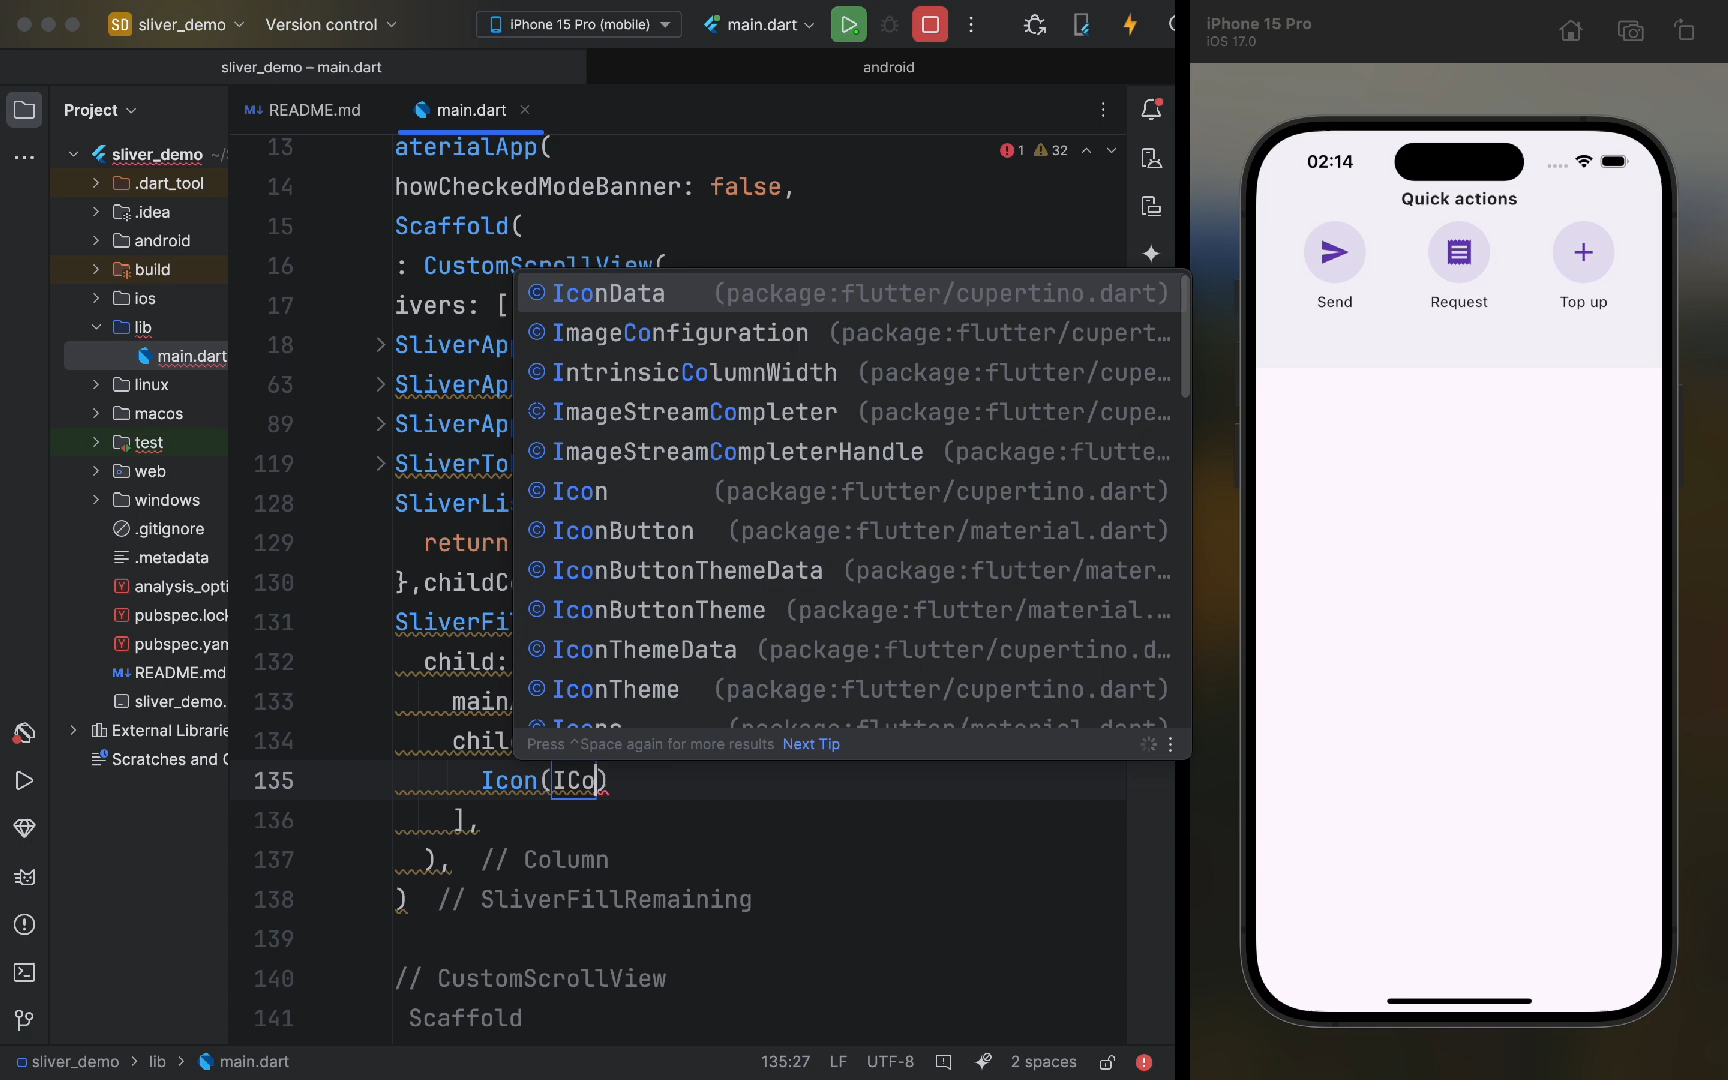 SD sliver_demo Version control iPhone 15 Pro (mobile) main.dart
sliver_demo – main.dart android
Project README.md main.dart
sliver_demo
.dart_tool
.idea
android
build
ios
lib
main.dart
linux
macos
test
web
windows
.gitignore
.metadata
analysis_opti
pubspec.lock
pubspec.yam
README.md
sliver_demo.
External Librarie
Scratches and C
1 32
13 aterialApp(
14 howCheckedModeBanner: false,
15 Scaffold(
16 : CustomScrollView(
17 ivers: [
18 SliverAp
63 SliverAp
89 SliverAp
119 SliverTo
128 SliverLi
129 return
130 },childC
131 SliverFi
132 child:
133 main
134 chil
135 Icon(ICo)
136 ],
137 ), // Column
138 ) // SliverFillRemaining
139
140 // CustomScrollView
141 Scaffold
IconData (package:flutter/cupertino.dart)
ImageConfiguration (package:flutter/cupert…
IntrinsicColumnWidth (package:flutter/cupe…
ImageStreamCompleter (package:flutter/cupe…
ImageStreamCompleterHandle (package:flutte…
Icon (package:flutter/cupertino.dart)
IconButton (package:flutter/material.dart)
IconButtonThemeData (package:flutter/mater…
IconButtonTheme (package:flutter/material.…
IconThemeData (package:flutter/cupertino.d…
IconTheme (package:flutter/cupertino.dart)
Icons (package:flutter/material.dart)
Press ^Space again for more results Next Tip
sliver_demo > lib > main.dart 135:27 LF UTF-8 2 spaces
iPhone 15 Pro
iOS 17.0
02:14
Quick actions
Send Request Top up